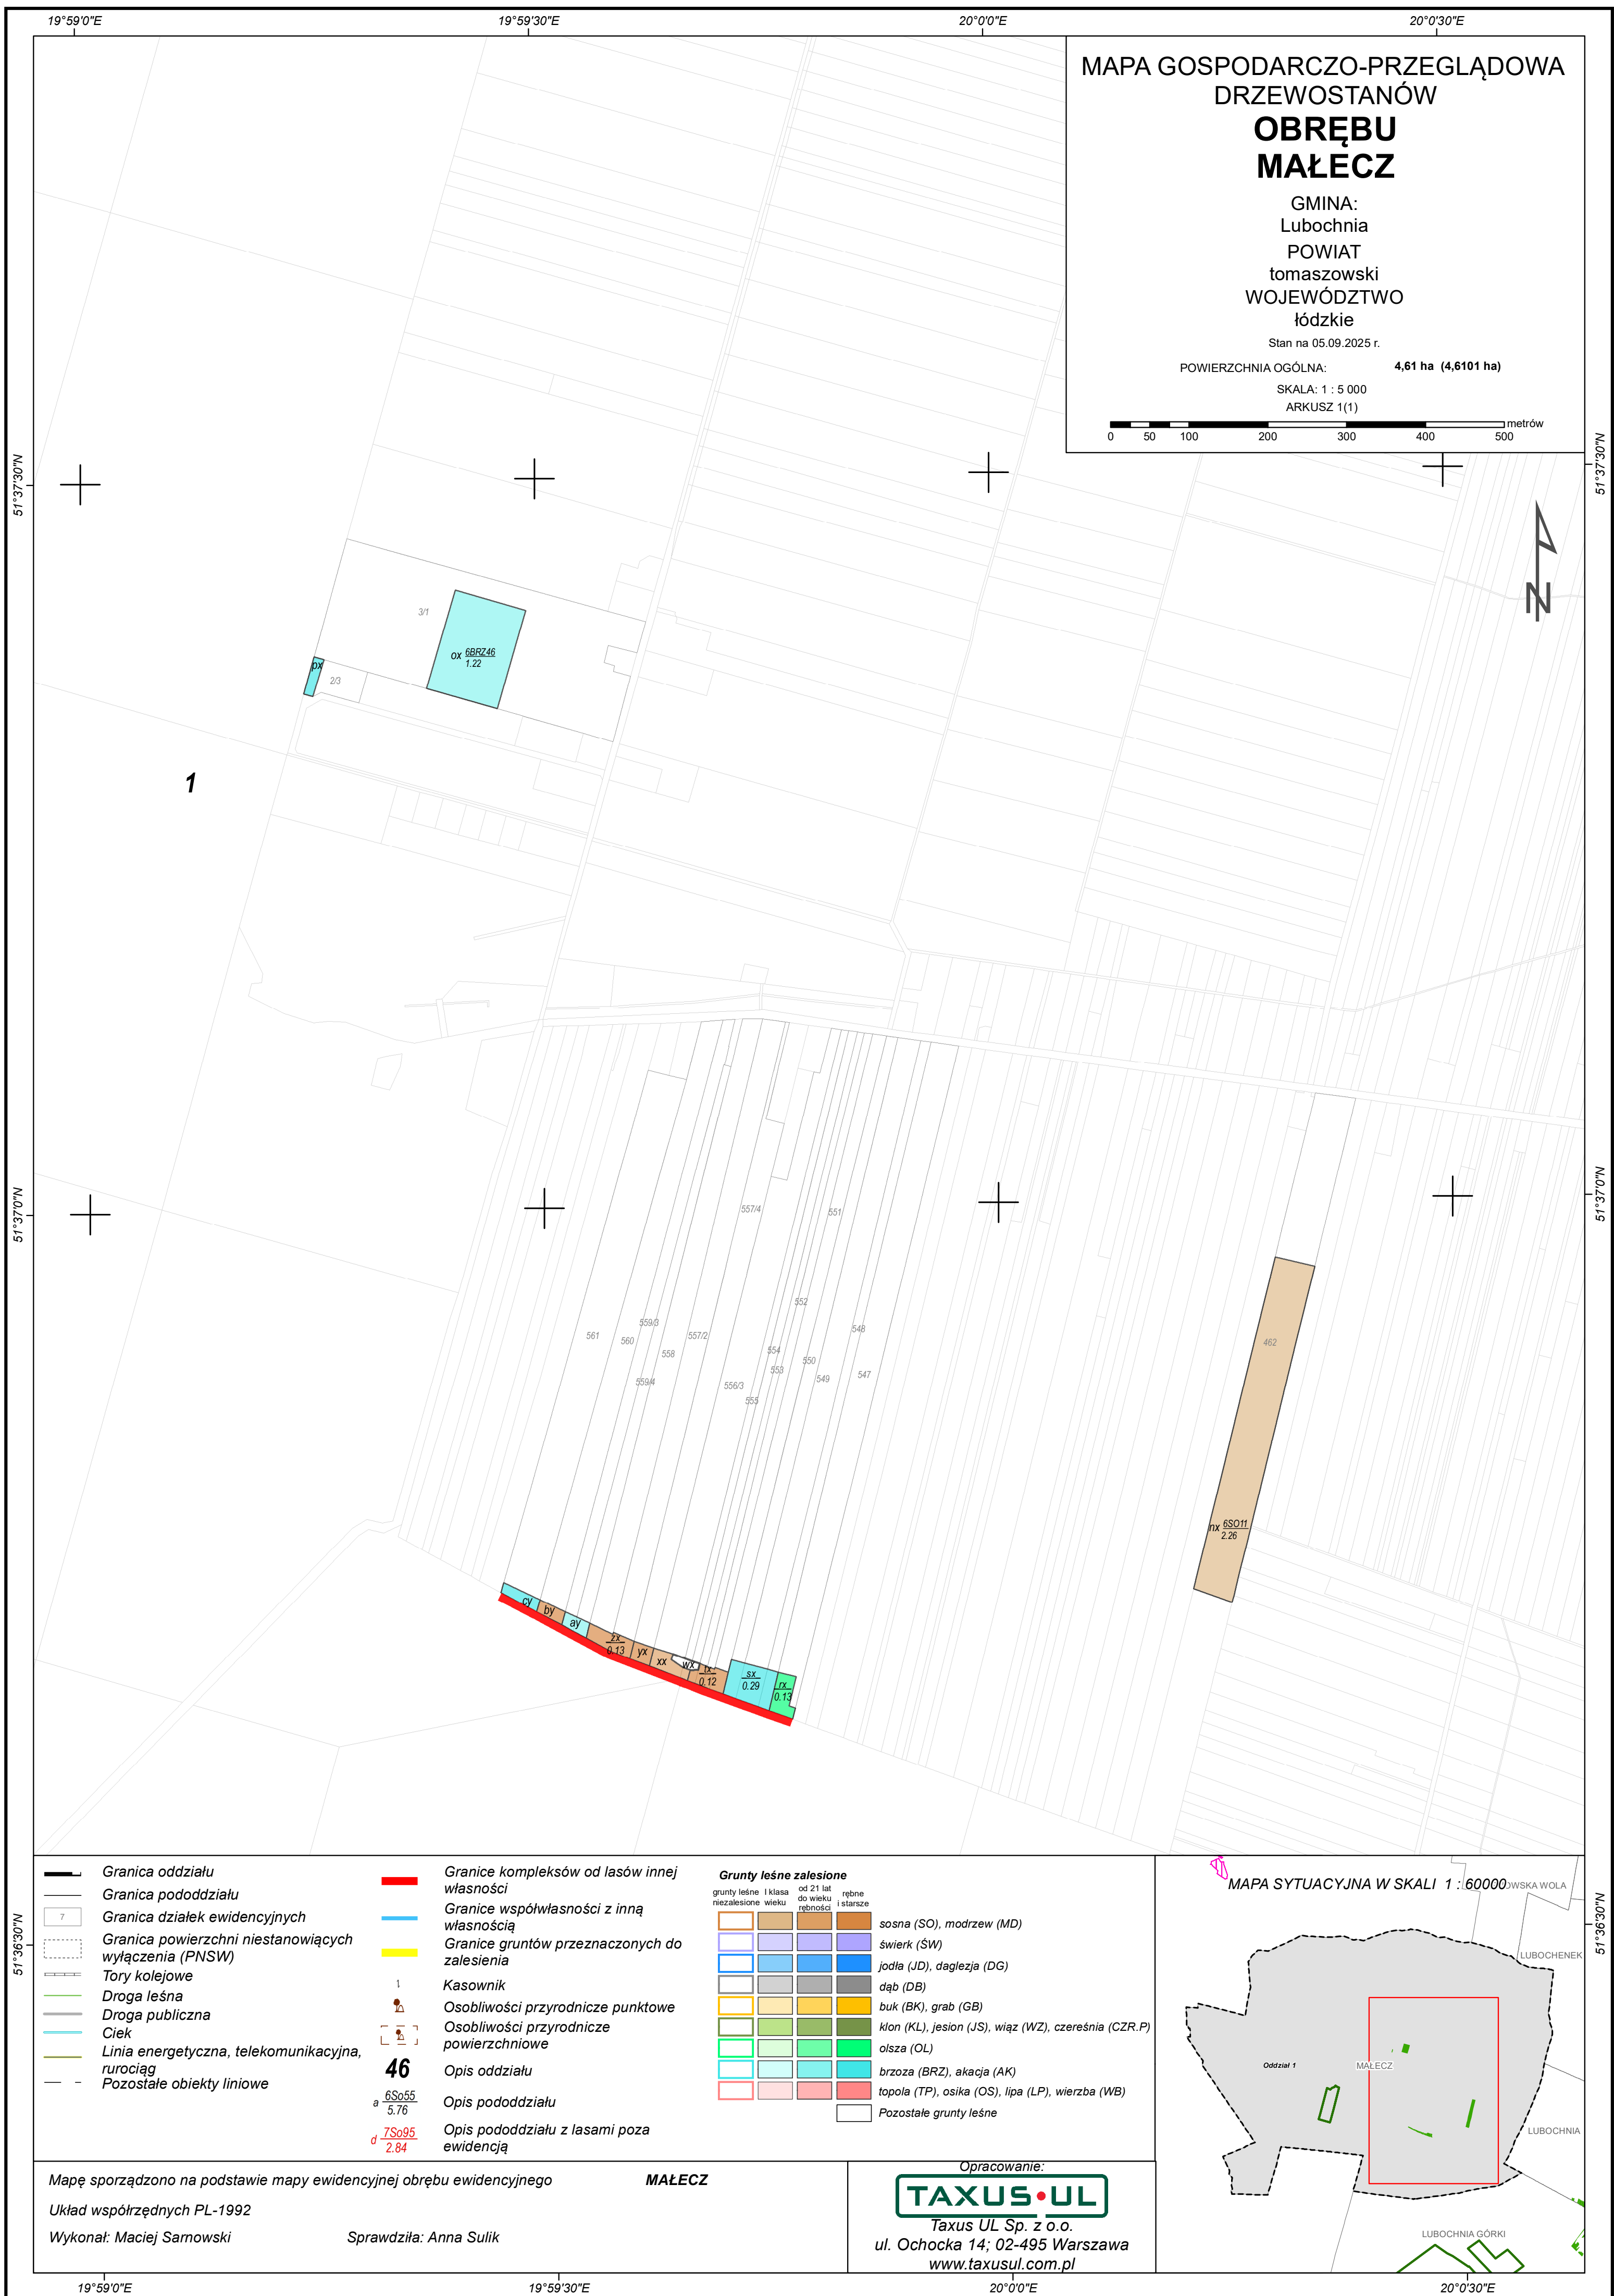 19°59'0"E
19°59'30"E
20°0'0"E
20°0'30"E
MAPA GOSPODARCZO-PRZEGLĄDOWA
DRZEWOSTANÓW
OBRĘBU
MAŁECZ
GMINA:
Lubochnia
POWIAT
tomaszowski
WOJEWÓDZTWO
łódzkie
Stan na 05.09.2025 r.
POWIERZCHNIA OGÓLNA: 4,61 ha (4,6101 ha)
SKALA: 1 : 5 000
ARKUSZ 1(1)
metrów
0 50 100 200 300 400 500
51°37'30"N
51°37'30"N
N
3/1
ox 6BRZ46
1.22
px
2/3
1
51°37'0"N
51°37'0"N
557/4
551
552
559/3
548
561
560
557/2
558
554
550
553
549
547
559/4
556/3
555
462
nx 6SO11
2.26
cy
by
ay
zx
0.13
yx
xx
wx
tx
0.12
sx
0.29
rx
0.13
51°36'30"N
51°36'30"N
Granica oddziału
Granica pododdziału
7
Granica działek ewidencyjnych
Granica powierzchni niestanowiących
wyłączenia (PNSW)
Tory kolejowe
Droga leśna
Droga publiczna
Ciek
Linia energetyczna, telekomunikacyjna,
rurociąg
Pozostałe obiekty liniowe
Granice kompleksów od lasów innej
własności
Granice współwłasności z inną
własnością
Granice gruntów przeznaczonych do
zalesienia
Kasownik
Osobliwości przyrodnicze punktowe
Osobliwości przyrodnicze
powierzchniowe
46
Opis oddziału
a 6So55
5.76
Opis pododdziału
d 7So95
2.84
Opis pododdziału z lasami poza
ewidencją
Grunty leśne zalesione
grunty leśne
niezalesione
I klasa
wieku
od 21 lat
do wieku
rębności
rębne
i starsze
sosna (SO), modrzew (MD)
świerk (ŚW)
jodła (JD), daglezja (DG)
dąb (DB)
buk (BK), grab (GB)
klon (KL), jesion (JS), wiąz (WZ), czereśnia (CZR.P)
olsza (OL)
brzoza (BRZ), akacja (AK)
topola (TP), osika (OS), lipa (LP), wierzba (WB)
Pozostałe grunty leśne
MAPA SYTUACYJNA W SKALI 1 : 60000
OWSKA WOLA
LUBOCHENEK
Oddział 1
MAŁECZ
LUBOCHNIA
LUBOCHNIA GÓRKI
Mapę sporządzono na podstawie mapy ewidencyjnej obrębu ewidencyjnego MAŁECZ
Układ współrzędnych PL-1992
Wykonał: Maciej Sarnowski Sprawdziła: Anna Sulik
Opracowanie:
TAXUS UL
Taxus UL Sp. z o.o.
ul. Ochocka 14; 02-495 Warszawa
www.taxusul.com.pl
19°59'0"E
19°59'30"E
20°0'0"E
20°0'30"E